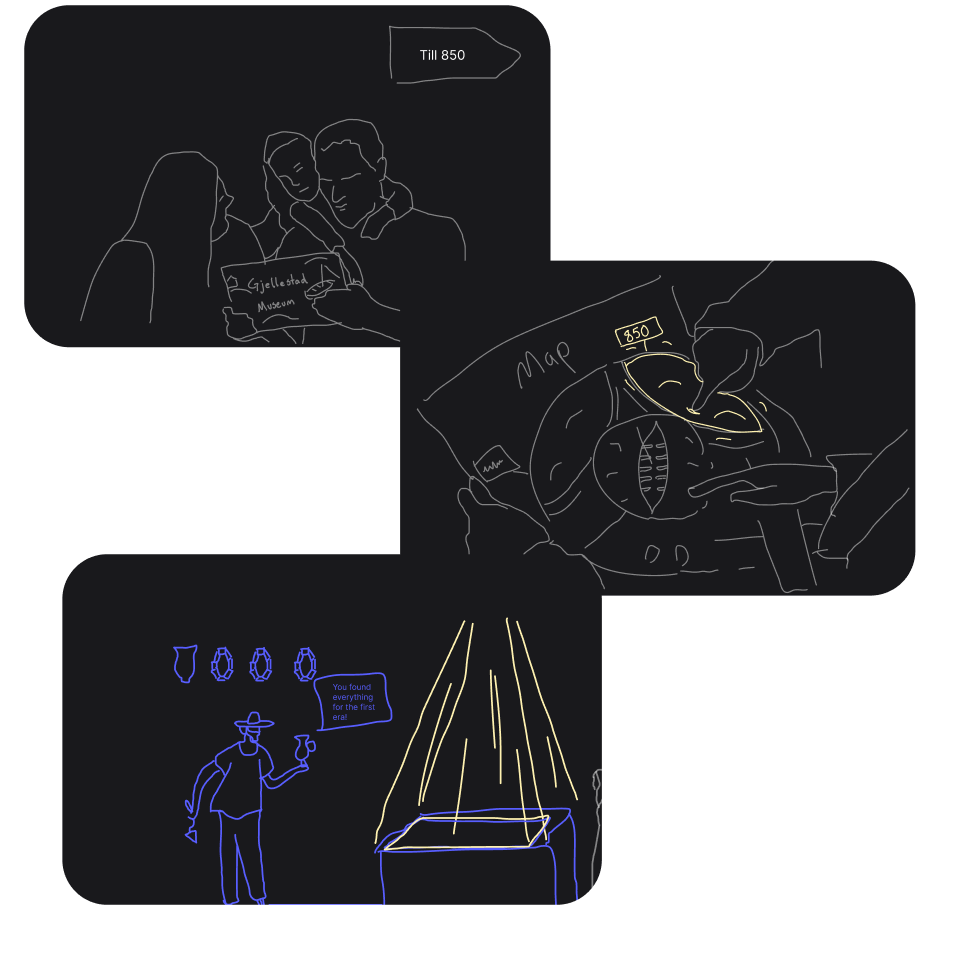 Till 850
Gjellestad
Museum
850
Map
You found
everything
for the first
era!